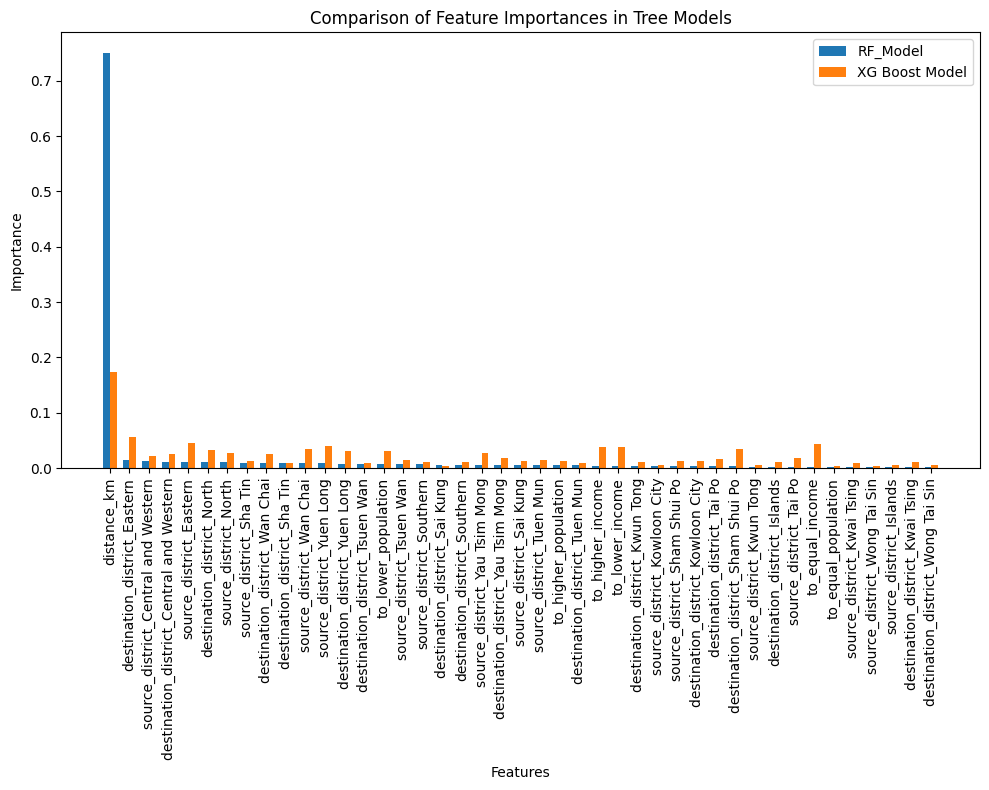 Comparison of Feature Importances in Tree Models
RF_Model
XG Boost Model
Importance
0.7
0.6
0.5
0.4
0.3
0.2
0.1
0.0
distance_km
destination_district_Eastern
source_district_Central and Western
destination_district_Central and Western
source_district_Eastern
destination_district_North
source_district_North
source_district_Sha Tin
destination_district_Wan Chai
destination_district_Sha Tin
source_district_Wan Chai
source_district_Yuen Long
destination_district_Yuen Long
destination_district_Tsuen Wan
to_lower_population
source_district_Tsuen Wan
source_district_Southern
destination_district_Sai Kung
destination_district_Southern
source_district_Yau Tsim Mong
destination_district_Yau Tsim Mong
source_district_Sai Kung
source_district_Tuen Mun
to_higher_population
destination_district_Tuen Mun
to_higher_income
to_lower_income
destination_district_Kwun Tong
source_district_Kowloon City
source_district_Sham Shui Po
destination_district_Kowloon City
destination_district_Tai Po
destination_district_Sham Shui Po
source_district_Kwun Tong
destination_district_Islands
source_district_Tai Po
to_equal_income
to_equal_population
source_district_Kwai Tsing
source_district_Wong Tai Sin
source_district_Islands
destination_district_Kwai Tsing
destination_district_Wong Tai Sin
Features